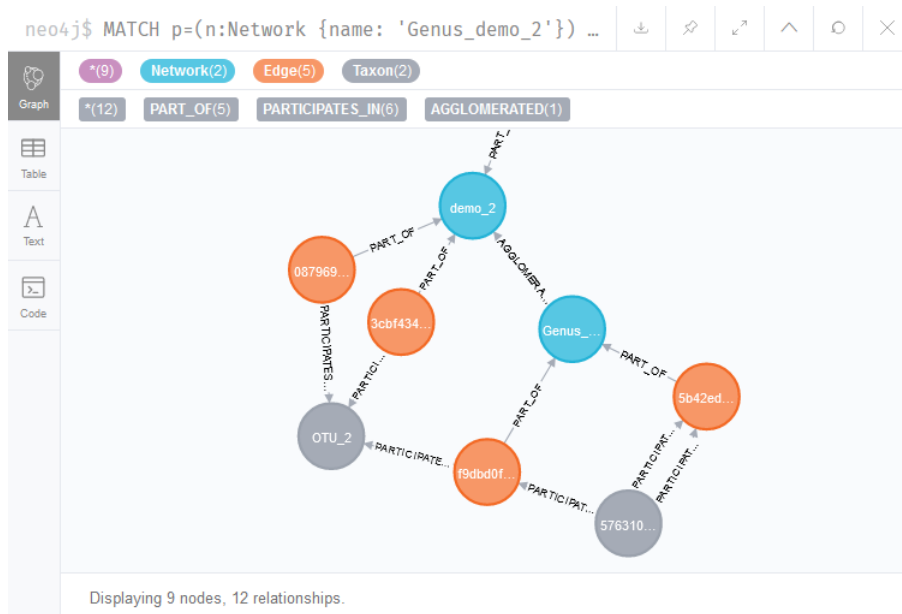 neo4j$ MATCH p=(n:Network {name: 'Genus_demo_2'}) …
*(9) Network(2) Edge(5) Taxon(2)
Graph
*(12) PART_OF(5) PARTICIPATES_IN(6) AGGLOMERATED(1)
Table
A
Text
Code
PART_
demo_2
PART_OF
087969...
PART_OF
AGGLOMERA...
3cbf434...
Genus_...
PARTICIPATES...
PARTICI...
PART_OF
5b42ed...
PART_OF
OTU_2
PARTICIPATE...
f9dbd0f...
PARTICIPAT...
PARTICIPAT...
PARTICIPAT...
576310...
Displaying 9 nodes, 12 relationships.